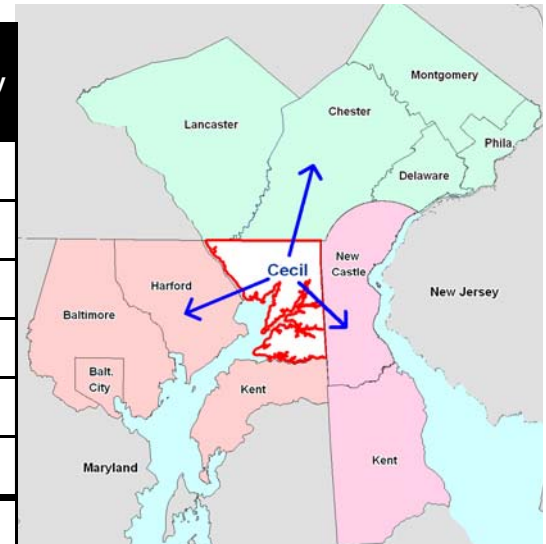 y
Montgomery
Lancaster
Chester
Phila.
Delaware
New
Castle
Cecil
Harford
New Jersey
Baltimore
Balt.
City
Kent
Kent
Maryland